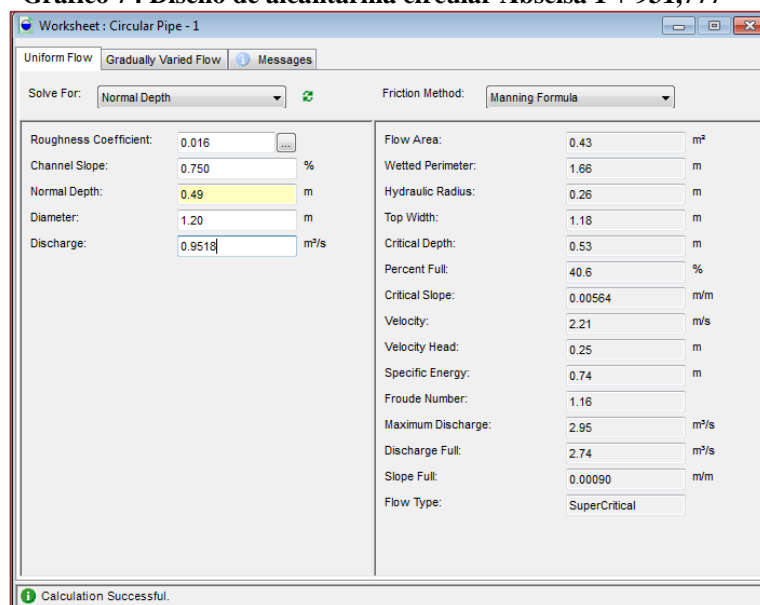 Worksheet : Circular Pipe - 1
Uniform Flow Gradually Varied Flow Messages
Solve For: Normal Depth Friction Method: Manning Formula
Roughness Coefficient: 0.016 ...
Channel Slope: 0.750 %
Normal Depth: 0.49 m
Diameter: 1.20 m
Discharge: 0.9518 m³/s
Flow Area: 0.43 m²
Wetted Perimeter: 1.66 m
Hydraulic Radius: 0.26 m
Top Width: 1.18 m
Critical Depth: 0.53 m
Percent Full: 40.6 %
Critical Slope: 0.00564 m/m
Velocity: 2.21 m/s
Velocity Head: 0.25 m
Specific Energy: 0.74 m
Froude Number: 1.16
Maximum Discharge: 2.95 m³/s
Discharge Full: 2.74 m³/s
Slope Full: 0.00090 m/m
Flow Type: SuperCritical
Calculation Successful.